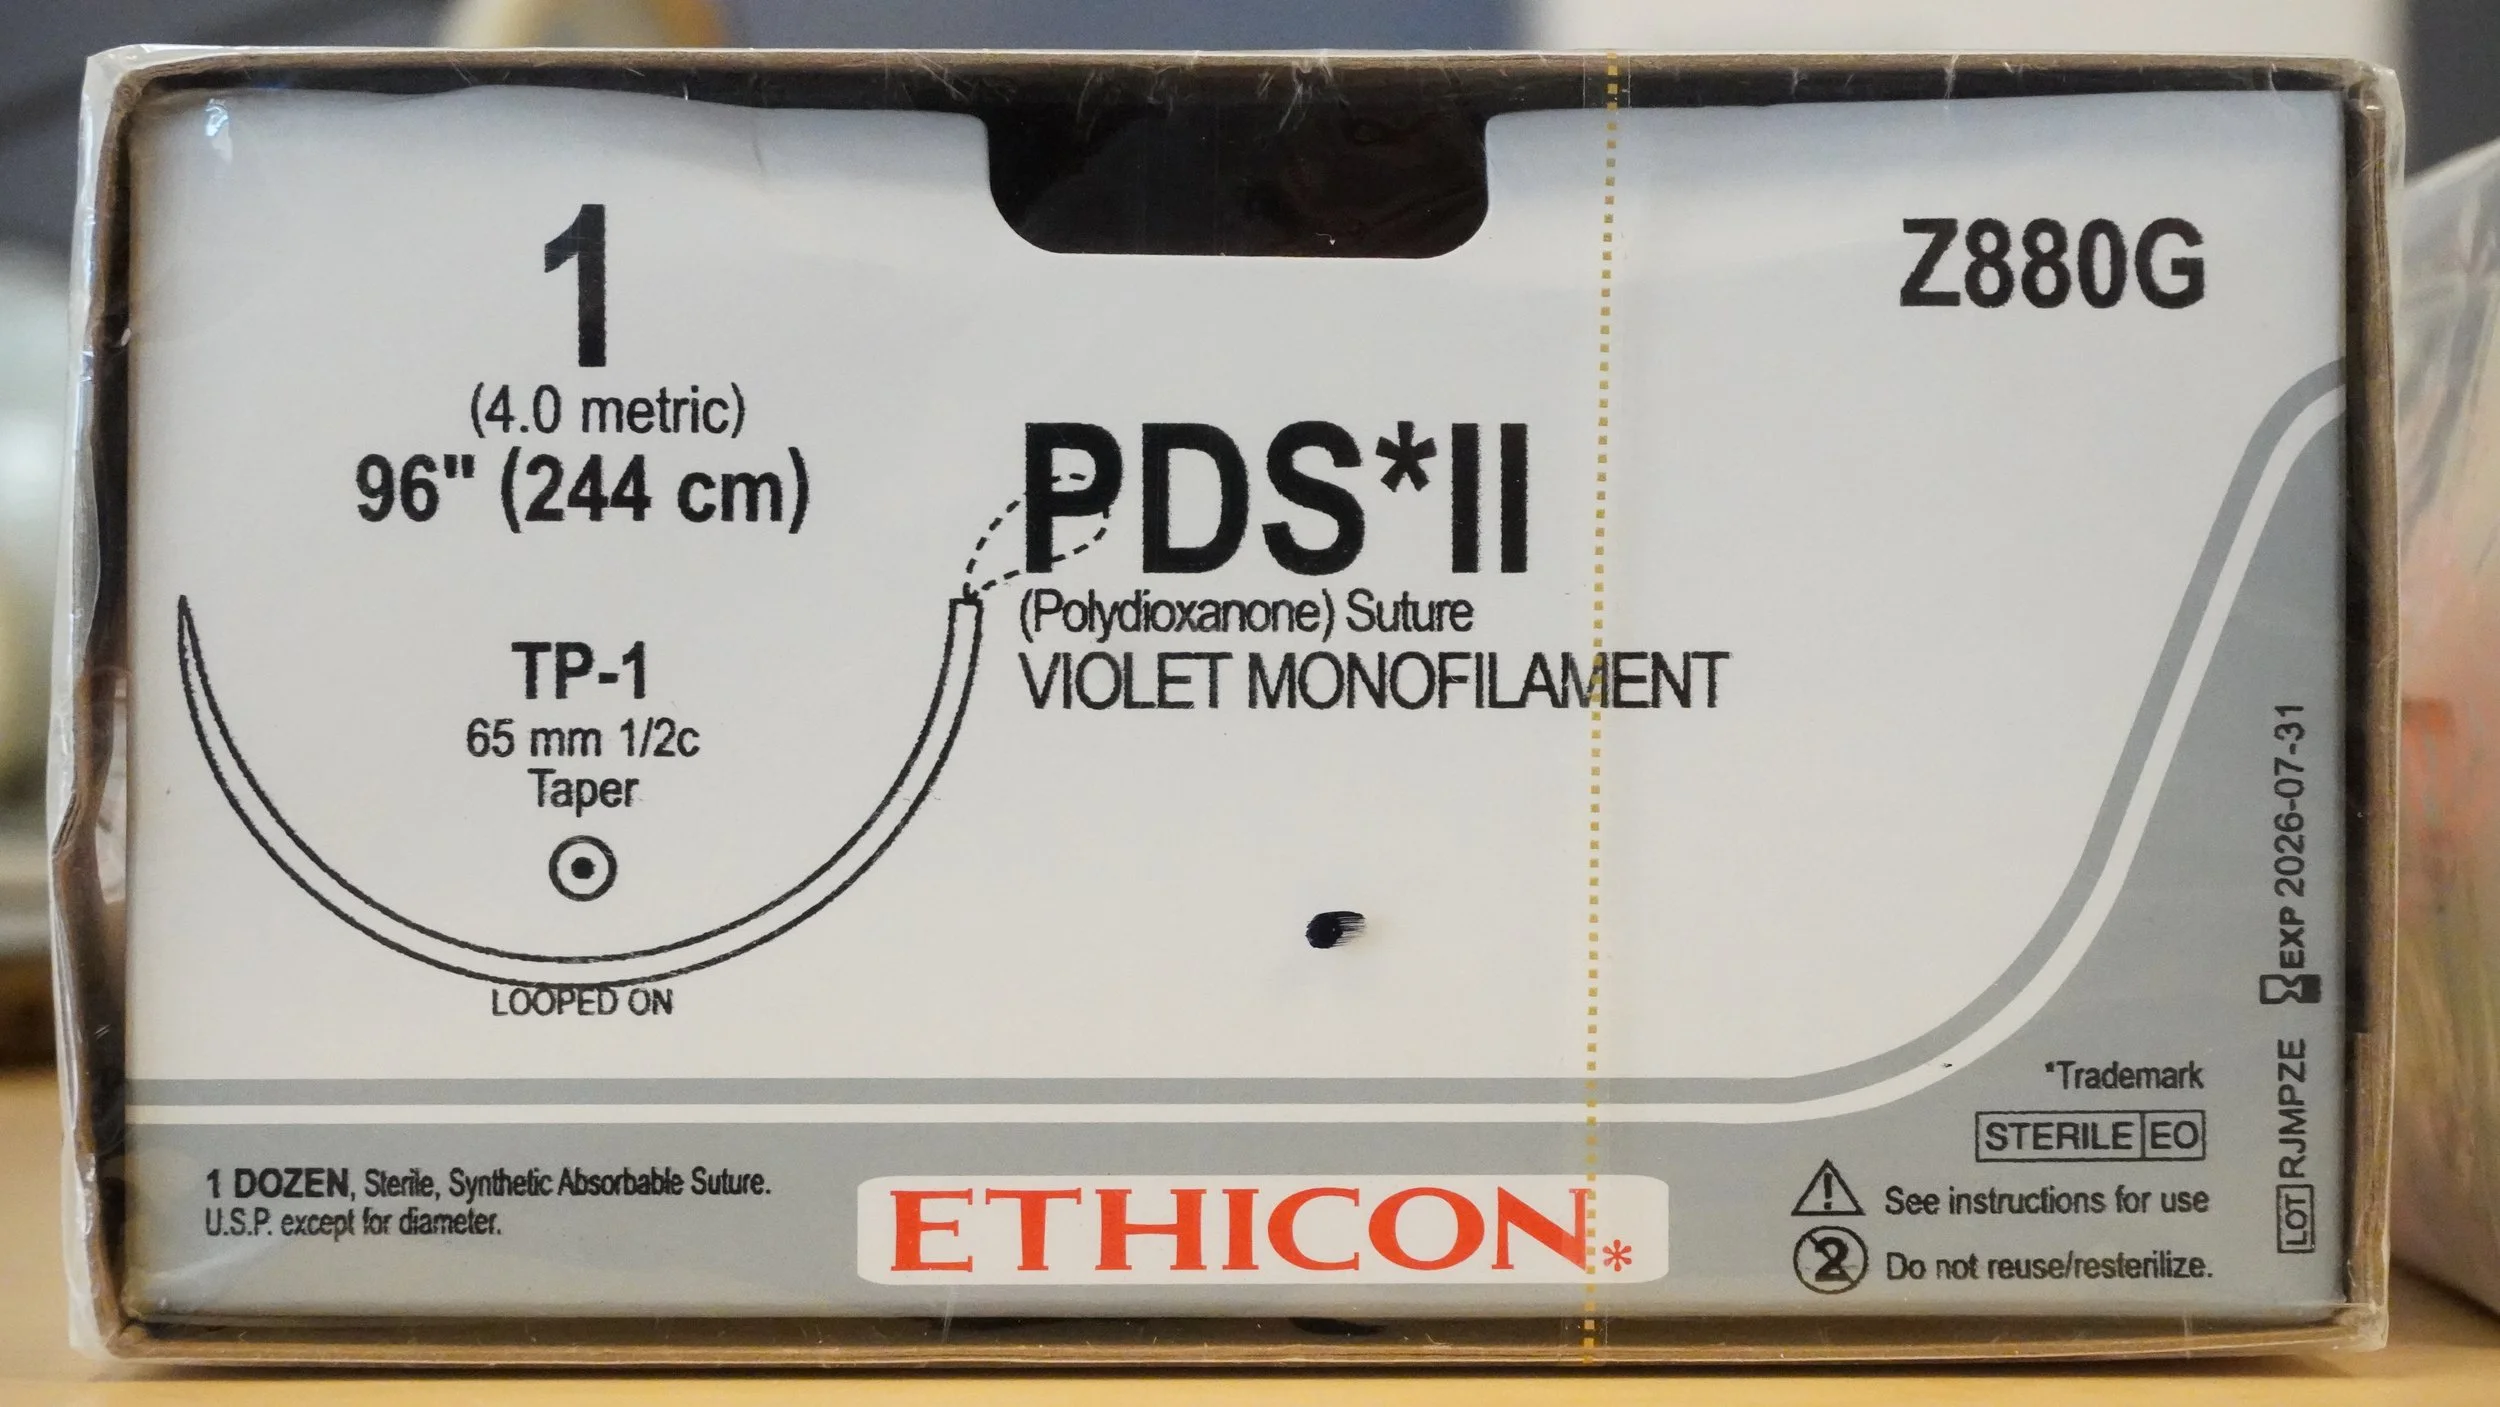 1
(4.0 metric)
96" (244 cm)
TP-1
65 mm 1/2c
Taper
LOOPED ON
Z880G
PDS*II
(Polydioxanone) Suture
VIOLET MONOFILAMENT
EXP 2026-07-31
LOT RJMPZE
1 DOZEN, Sterile, Synthetic Absorbable Suture.
U.S.P. except for diameter.
ETHICON*
*Trademark
STERILE EO
See instructions for use
2 Do not reuse/resterilize.